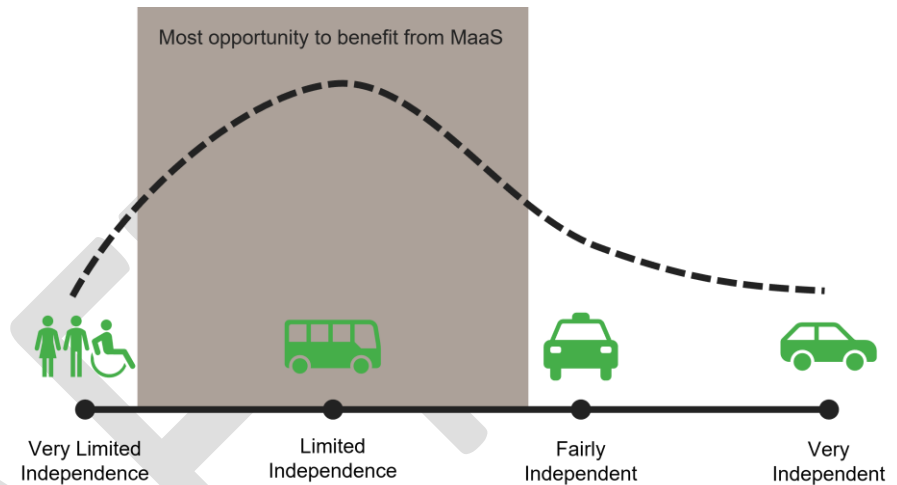 Most opportunity to benefit from MaaS
Very Limited
Independence
Limited
Independence
Fairly
Independent
Very
Independent